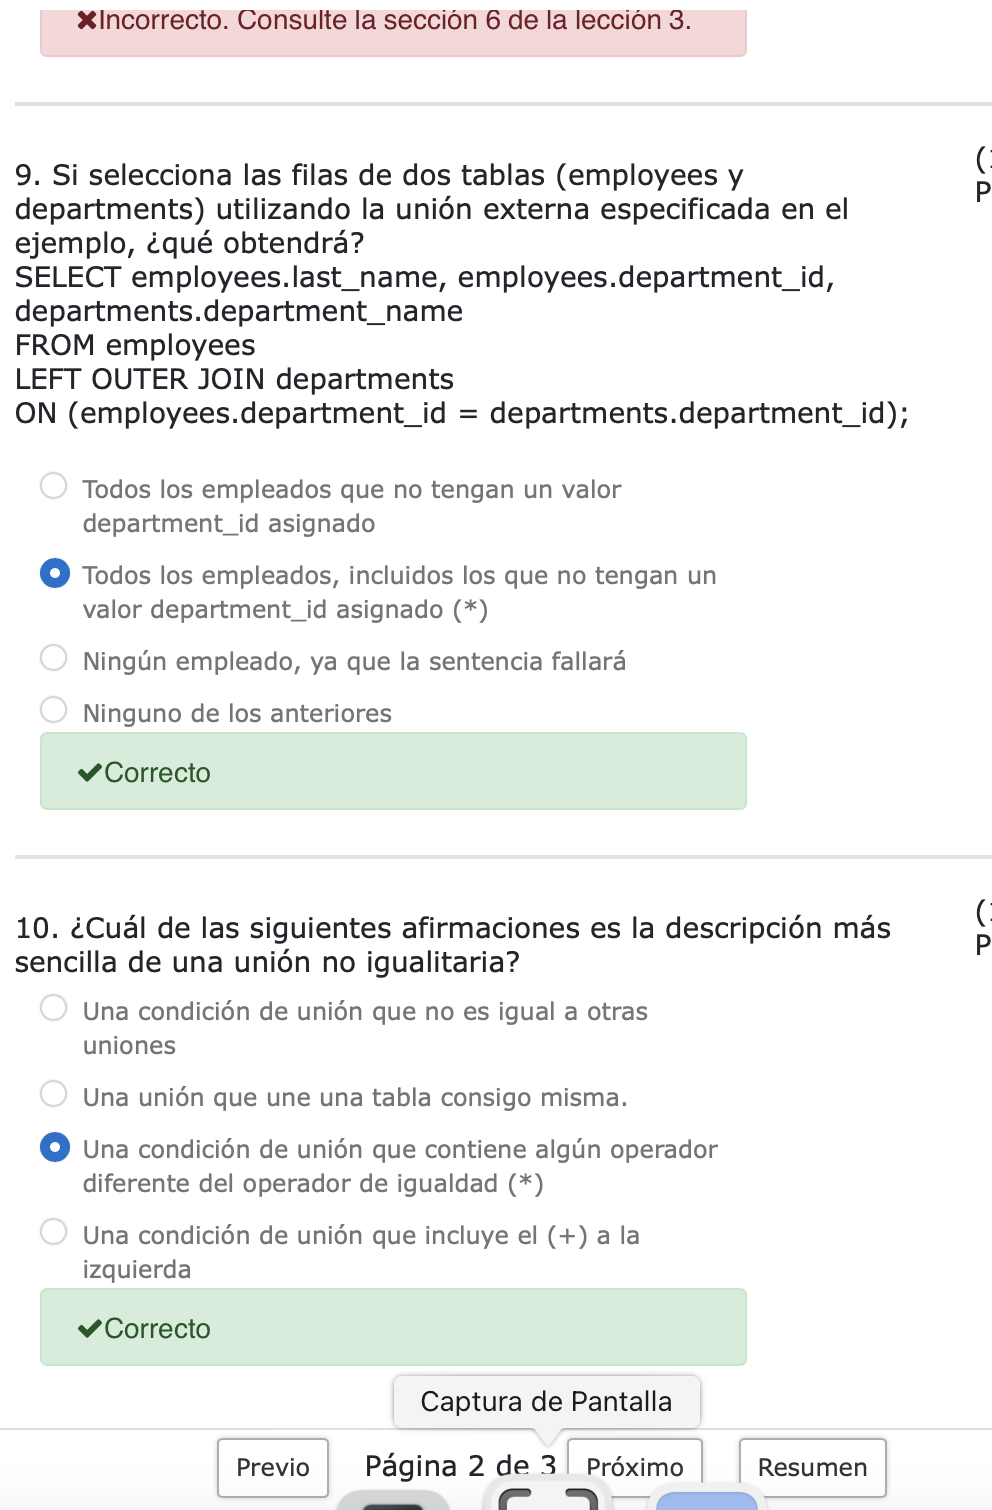 ✖Incorrecto. Consulte la sección 6 de la lección 3.
9. Si selecciona las filas de dos tablas (employees y
departments) utilizando la unión externa especificada en el
ejemplo, ¿qué obtendrá?
SELECT employees.last_name, employees.department_id,
departments.department_name
FROM employees
LEFT OUTER JOIN departments
ON (employees.department_id = departments.department_id);
Todos los empleados que no tengan un valor
department_id asignado
Todos los empleados, incluidos los que no tengan un
valor department_id asignado (*)
Ningún empleado, ya que la sentencia fallará
Ninguno de los anteriores
✔Correcto
10. ¿Cuál de las siguientes afirmaciones es la descripción más
sencilla de una unión no igualitaria?
Una condición de unión que no es igual a otras
uniones
Una unión que une una tabla consigo misma.
Una condición de unión que contiene algún operador
diferente del operador de igualdad (*)
Una condición de unión que incluye el (+) a la
izquierda
✔Correcto
Captura de Pantalla
Previo Página 2 de 3 Próximo Resumen